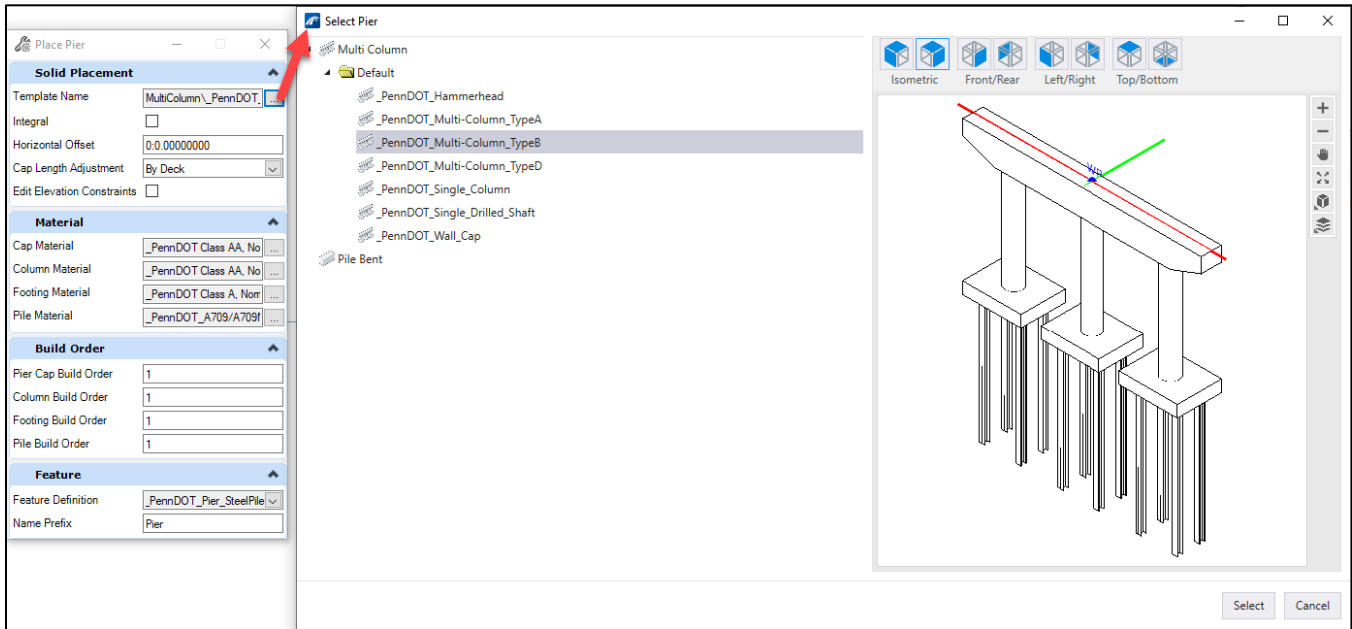 Place Pier
Solid Placement
Template Name MultiColumn\_PennDOT_ ...
Integral
Horizontal Offset 0:0.00000000
Cap Length Adjustment By Deck
Edit Elevation Constraints
Material
Cap Material _PennDOT Class AA, No ...
Column Material _PennDOT Class AA, No ...
Footing Material _PennDOT Class A, Nom ...
Pile Material _PennDOT_A709/A709M ...
Build Order
Pier Cap Build Order 1
Column Build Order 1
Footing Build Order 1
Pile Build Order 1
Feature
Feature Definition _PennDOT_Pier_SteelPile
Name Prefix Pier
Select Pier
Multi Column
Default
_PennDOT_Hammerhead
_PennDOT_Multi-Column_TypeA
_PennDOT_Multi-Column_TypeB
_PennDOT_Multi-Column_TypeD
_PennDOT_Single_Column
_PennDOT_Single_Drilled_Shaft
_PennDOT_Wall_Cap
Pile Bent
Isometric Front/Rear Left/Right Top/Bottom
WP
Select Cancel